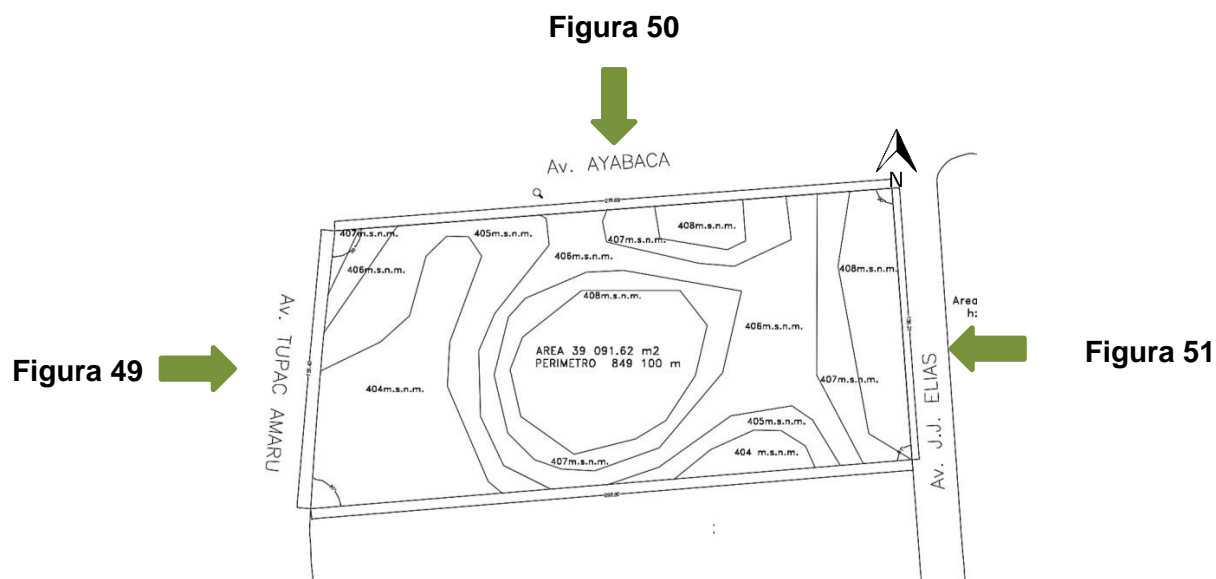 Figura 50
Av. AYABACA
N
407m.s.n.m.
405m.s.n.m.
408m.s.n.m.
407m.s.n.m.
406m.s.n.m.
406m.s.n.m.
408m.s.n.m.
408m.s.n.m.
Area
h:
406m.s.n.m.
AREA 39 091.62 m2
PERIMETRO 849 100 m
Av. TUPAC AMARU
Figura 49
Figura 51
404m.s.n.m.
407m.s.n.m.
Av. J.J. ELIAS
405m.s.n.m.
404 m.s.n.m.
407m.s.n.m.